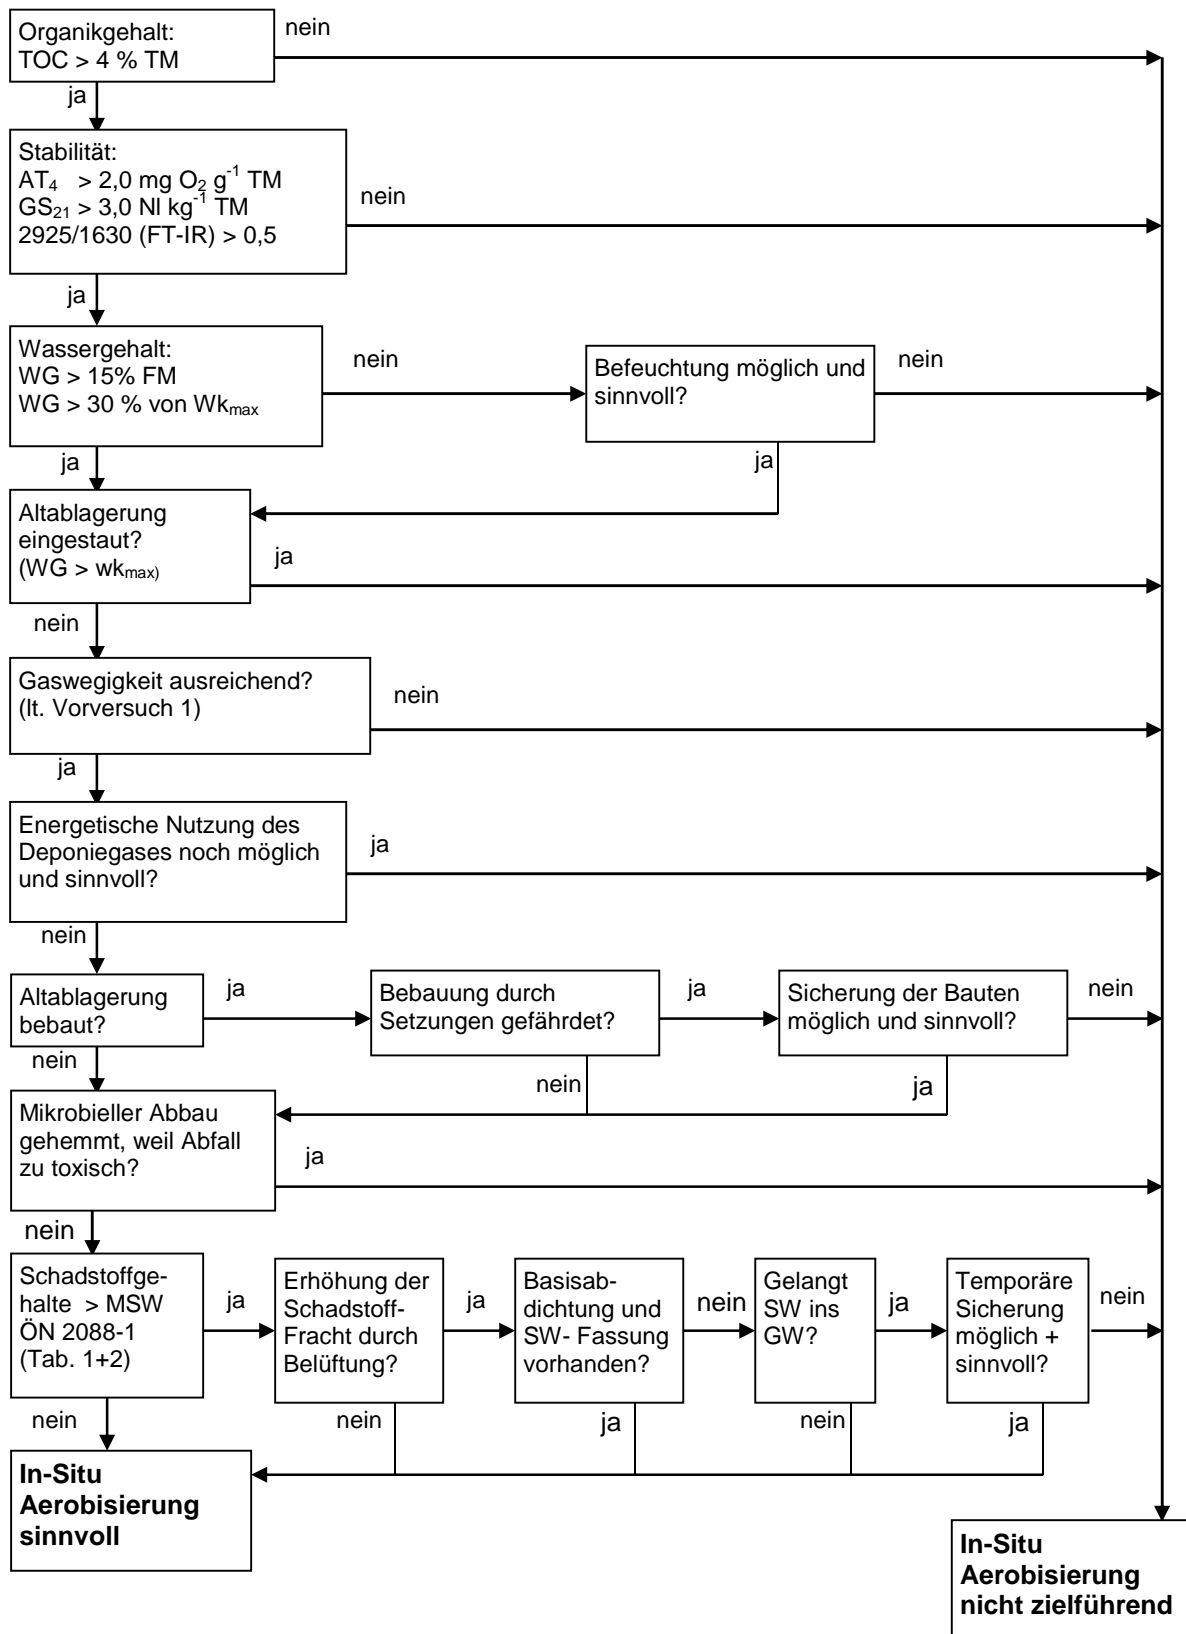 Organikgehalt:
TOC > 4 % TM
nein
ja
Stabilität:
AT₄ > 2,0 mg O₂ g⁻¹ TM
GS₂₁ > 3,0 Nl kg⁻¹ TM
2925/1630 (FT-IR) > 0,5
nein
ja
Wassergehalt:
WG > 15% FM
WG > 30 % von Wkₘₐₓ
nein
Befeuchtung möglich und
sinnvoll?
nein
ja
ja
Altablagerung
eingestaut?
(WG > wkₘₐₓ)
ja
nein
Gaswegigkeit ausreichend?
(lt. Vorversuch 1)
nein
ja
Energetische Nutzung des
Deponiegases noch möglich
und sinnvoll?
ja
nein
Altablagerung
bebaut?
ja
Bebauung durch
Setzungen gefährdet?
ja
Sicherung der Bauten
möglich und sinnvoll?
nein
nein
nein
ja
Mikrobieller Abbau
gehemmt, weil Abfall
zu toxisch?
ja
nein
Schadstoffge-
halte > MSW
ÖN 2088-1
(Tab. 1+2)
ja
Erhöhung der
Schadstoff-
Fracht durch
Belüftung?
ja
Basisab-
dichtung und
SW- Fassung
vorhanden?
nein
Gelangt
SW ins
GW?
ja
Temporäre
Sicherung
möglich +
sinnvoll?
nein
nein
nein
ja
nein
ja
In-Situ
Aerobisierung
sinnvoll
In-Situ
Aerobisierung
nicht zielführend